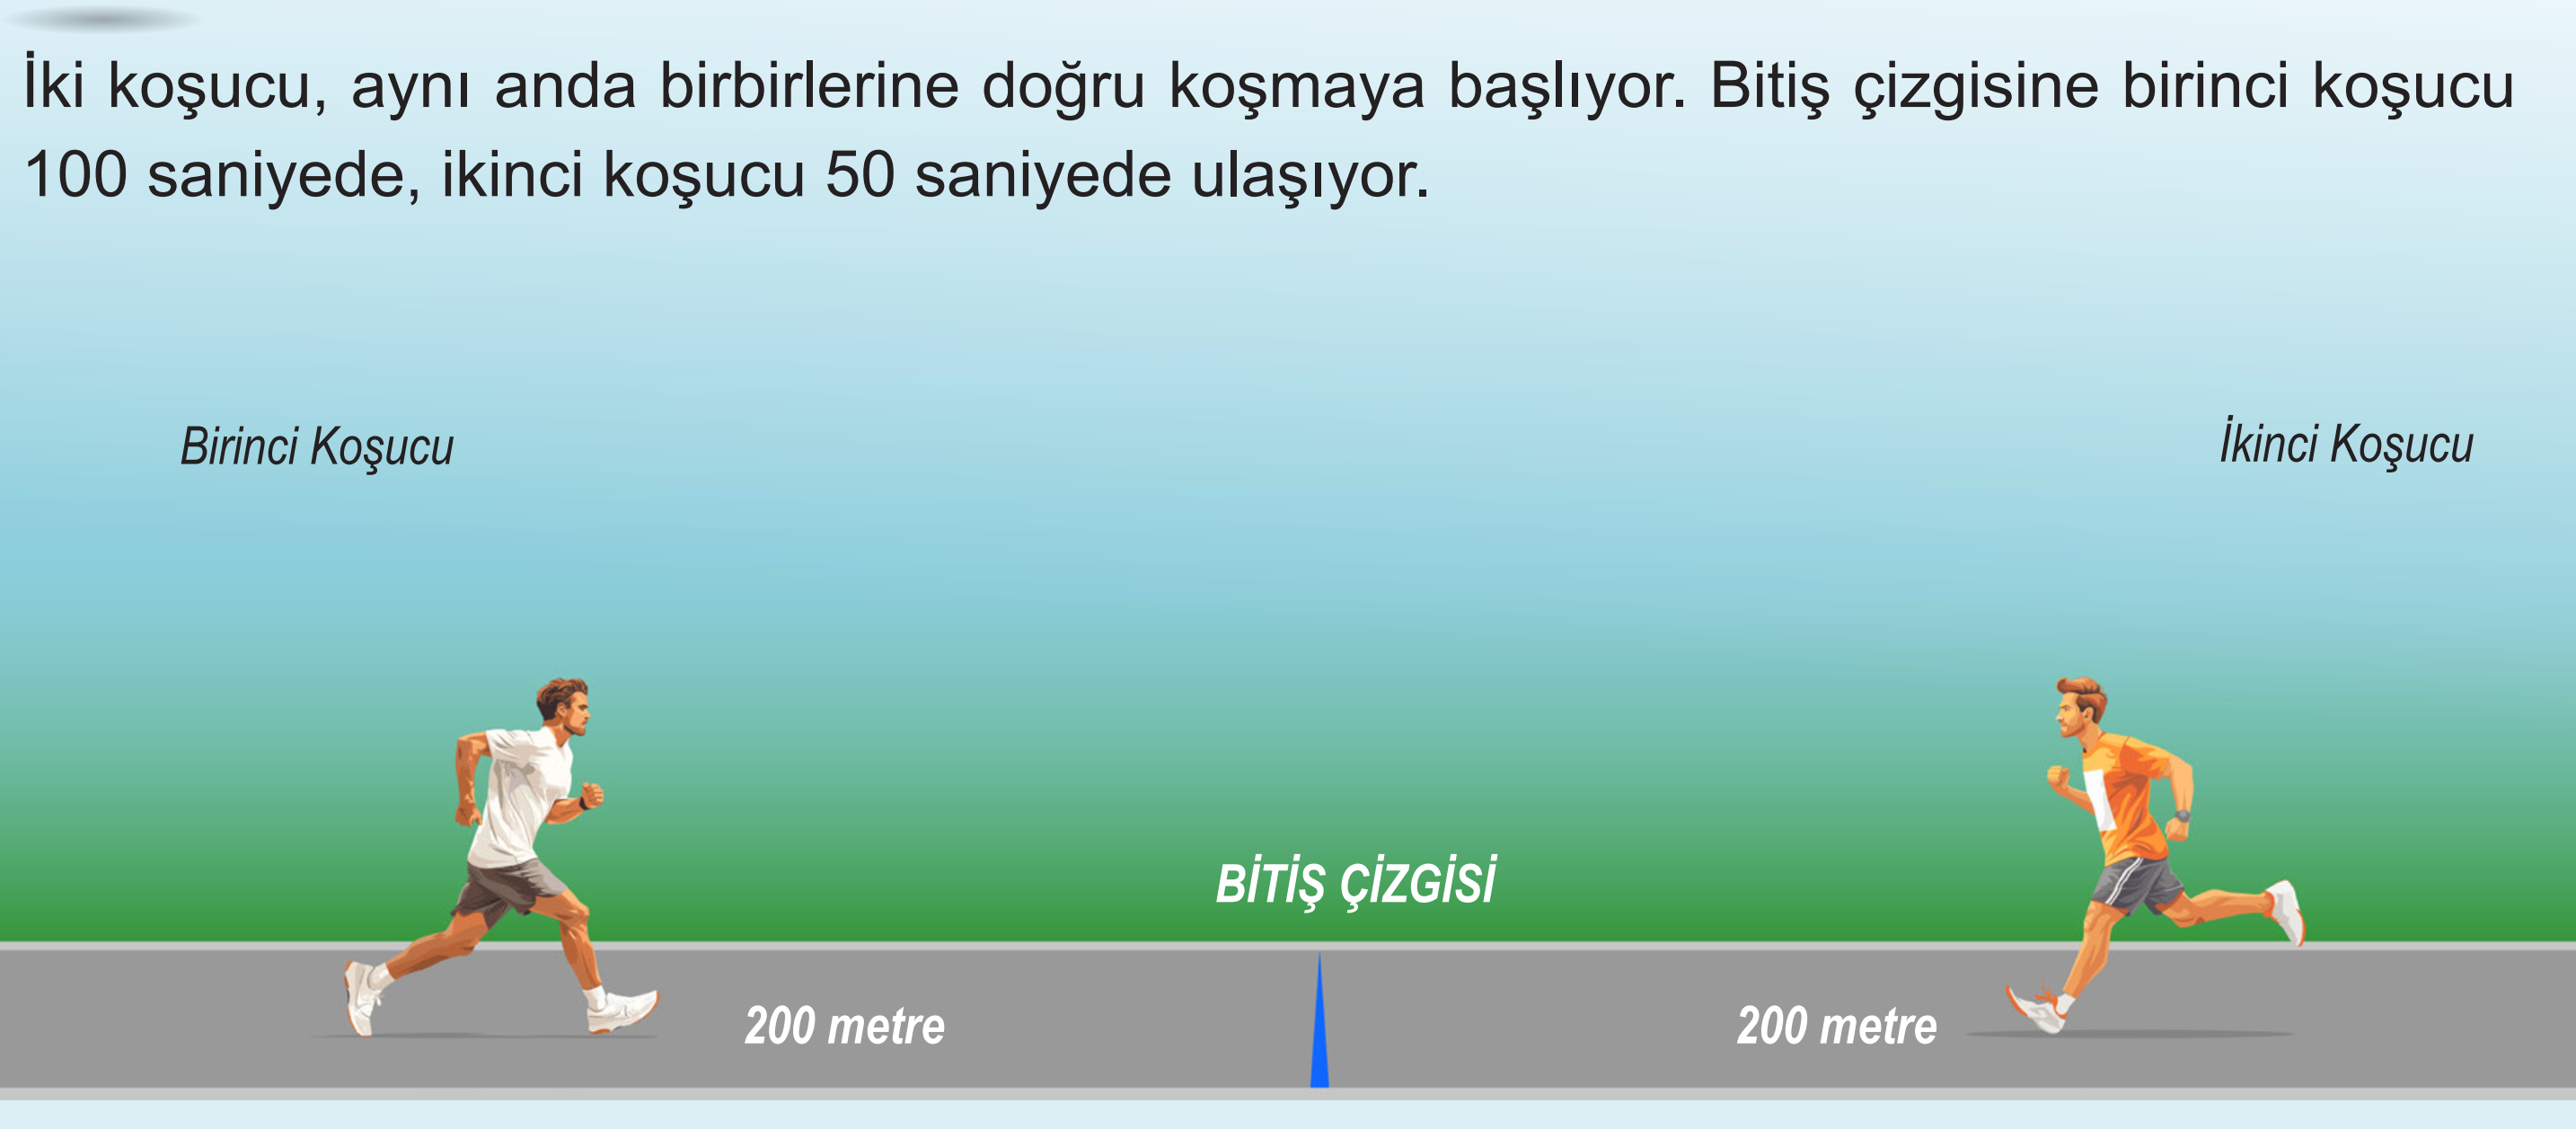 İki koşucu, aynı anda birbirlerine doğru koşmaya başlıyor. Bitiş çizgisine birinci koşucu
100 saniyede, ikinci koşucu 50 saniyede ulaşıyor.
Birinci Koşucu
İkinci Koşucu
BİTİŞ ÇİZGİSİ
200 metre
200 metre